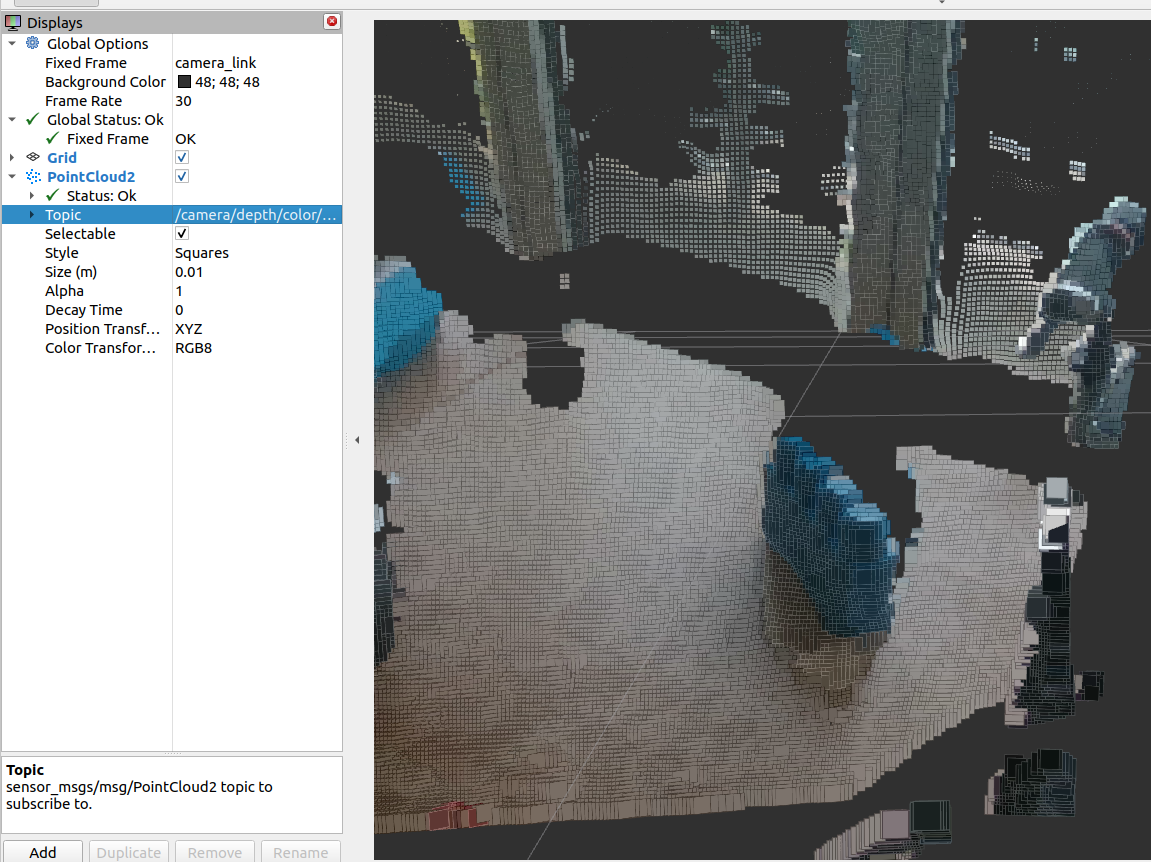 Displays
Global Options
Fixed Frame camera_link
Background Color 48; 48; 48
Frame Rate 30
Global Status: Ok
Fixed Frame OK
Grid
PointCloud2
Status: Ok
Topic /camera/depth/color/...
Selectable
Style Squares
Size (m) 0.01
Alpha 1
Decay Time 0
Position Transf... XYZ
Color Transfor... RGB8
Topic
sensor_msgs/msg/PointCloud2 topic to
subscribe to.
Add Duplicate Remove Rename